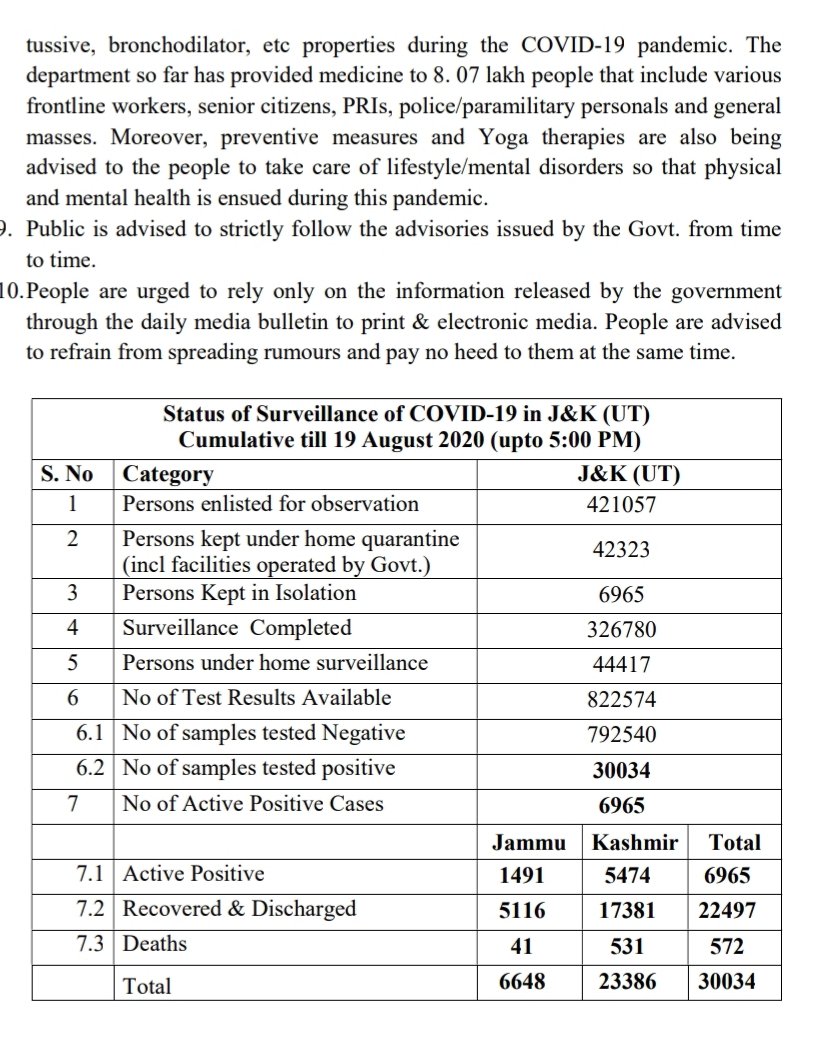 tussive, bronchodilator, etc properties during the COVID-19 pandemic. The
department so far has provided medicine to 8. 07 lakh people that include various
frontline workers, senior citizens, PRIs, police/paramilitary personals and general
masses. Moreover, preventive measures and Yoga therapies are also being
advised to the people to take care of lifestyle/mental disorders so that physical
and mental health is ensued during this pandemic.
9. Public is advised to strictly follow the advisories issued by the Govt. from time
to time.
10.People are urged to rely only on the information released by the government
through the daily media bulletin to print & electronic media. People are advised
to refrain from spreading rumours and pay no heed to them at the same time.
Status of Surveillance of COVID-19 in J&K (UT)
Cumulative till 19 August 2020 (upto 5:00 PM)
S. No Category J&K (UT)
1 Persons enlisted for observation 421057
2 Persons kept under home quarantine
(incl facilities operated by Govt.) 42323
3 Persons Kept in Isolation 6965
4 Surveillance Completed 326780
5 Persons under home surveillance 44417
6 No of Test Results Available 822574
6.1 No of samples tested Negative 792540
6.2 No of samples tested positive 30034
7 No of Active Positive Cases 6965
Jammu Kashmir Total
7.1 Active Positive 1491 5474 6965
7.2 Recovered & Discharged 5116 17381 22497
7.3 Deaths 41 531 572
Total 6648 23386 30034